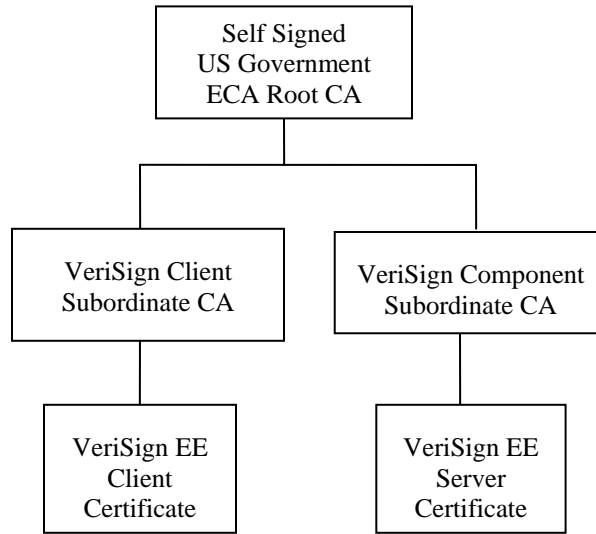 Self Signed
US Government
ECA Root CA
VeriSign Client
Subordinate CA
VeriSign Component
Subordinate CA
VeriSign EE
Client
Certificate
VeriSign EE
Server
Certificate